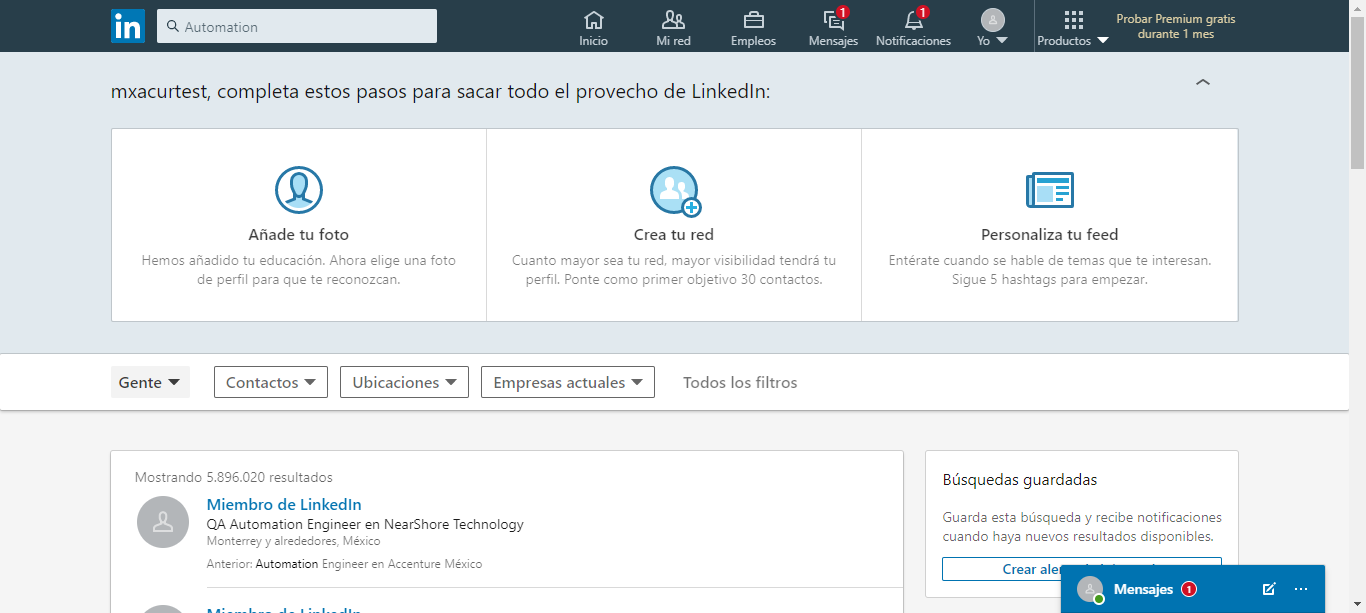 in
Automation
Inicio
Mi red
Empleos
1
Mensajes
1
Notificaciones
Yo
Productos
Probar Premium gratis
durante 1 mes
mxacurtest, completa estos pasos para sacar todo el provecho de LinkedIn:
Añade tu foto
Hemos añadido tu educación. Ahora elige una foto
de perfil para que te reconozcan.
Crea tu red
Cuanto mayor sea tu red, mayor visibilidad tendrá tu
perfil. Ponte como primer objetivo 30 contactos.
Personaliza tu feed
Entérate cuando se hable de temas que te interesan.
Sigue 5 hashtags para empezar.
Gente
Contactos
Ubicaciones
Empresas actuales
Todos los filtros
Mostrando 5.896.020 resultados
Miembro de LinkedIn
QA Automation Engineer en NearShore Technology
Monterrey y alrededores, México
Anterior: Automation Engineer en Accenture México
Miembro de LinkedIn
Búsquedas guardadas
Guarda esta búsqueda y recibe notificaciones
cuando haya nuevos resultados disponibles.
Crear
Mensajes 1